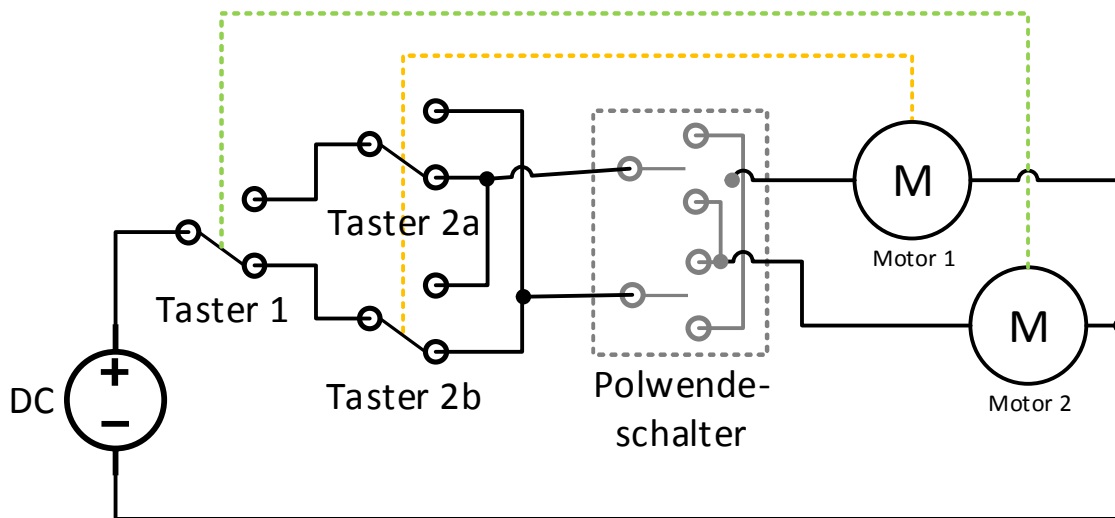 M
Taster 2a
Motor 1
Taster 1
M
DC
+
−
Taster 2b
Polwende-
schalter
Motor 2